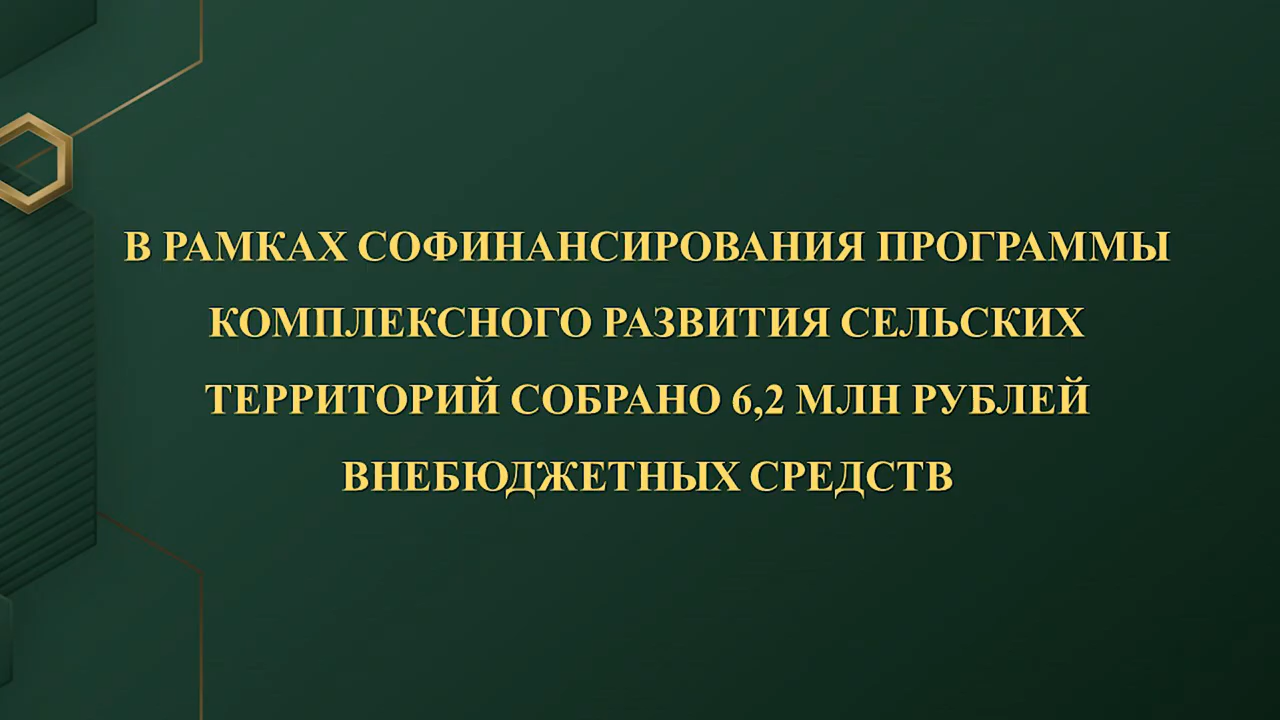 В РАМКАХ СОФИНАНСИРОВАНИЯ ПРОГРАММЫ
КОМПЛЕКСНОГО РАЗВИТИЯ СЕЛЬСКИХ
ТЕРРИТОРИЙ СОБРАНО 6,2 МЛН РУБЛЕЙ
ВНЕБЮДЖЕТНЫХ СРЕДСТВ